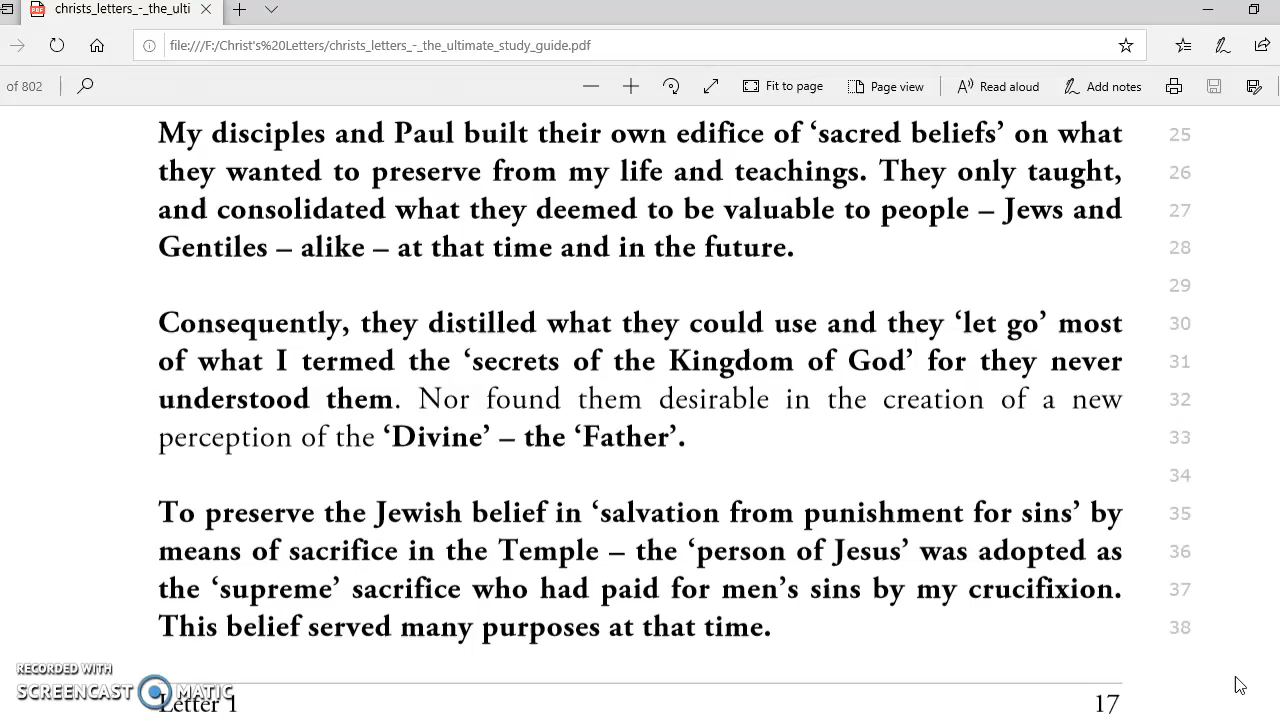 christs_letters_-_the_ulti
file:///F:/Christ's%20Letters/christs_letters_-_the_ultimate_study_guide.pdf
of 802
Fit to page
Page view
Read aloud
Add notes
My disciples and Paul built their own edifice of ‘sacred beliefs’ on what 25
they wanted to preserve from my life and teachings. They only taught, 26
and consolidated what they deemed to be valuable to people – Jews and 27
Gentiles – alike – at that time and in the future. 28
29
Consequently, they distilled what they could use and they ‘let go’ most 30
of what I termed the ‘secrets of the Kingdom of God’ for they never 31
understood them. Nor found them desirable in the creation of a new 32
perception of the ‘Divine’ – the ‘Father’. 33
34
To preserve the Jewish belief in ‘salvation from punishment for sins’ by 35
means of sacrifice in the Temple – the ‘person of Jesus’ was adopted as 36
the ‘supreme’ sacrifice who had paid for men’s sins by my crucifixion. 37
This belief served many purposes at that time. 38
RECORDED WITH
SCREENCAST MATIC
Letter 1 17